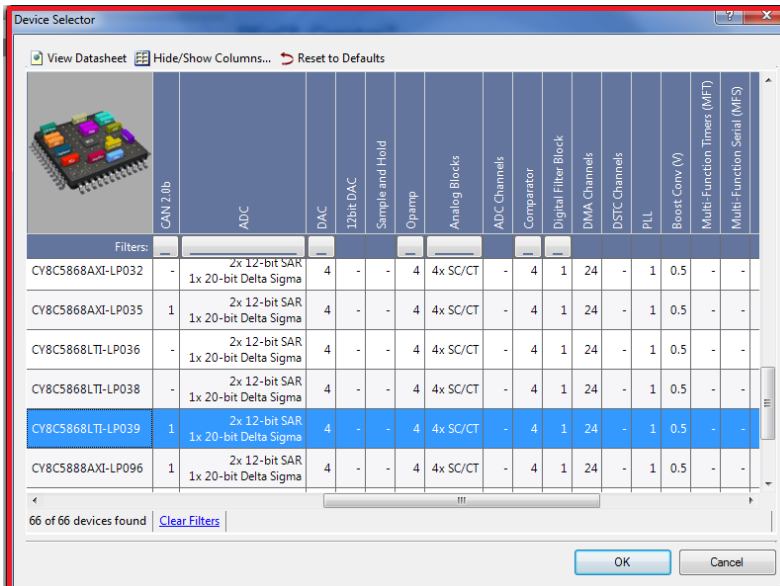 Device Selector
View Datasheet Hide/Show Columns... Reset to Defaults
CAN 2.0b ADC DAC 12bit DAC Sample and Hold Opamp Analog Blocks ADC Channels Comparator Digital Filter Block DMA Channels DSTC Channels PLL Boost Conv (V) Multi-Function Timers (MFT) Multi-Function Serial (MFS)
Filters:
CY8C5868AXI-LP032 - 2x 12-bit SAR 4 - - 4 4x SC/CT - 4 1 24 - 1 0.5 - -
1x 20-bit Delta Sigma
CY8C5868AXI-LP035 1 2x 12-bit SAR 4 - - 4 4x SC/CT - 4 1 24 - 1 0.5 - -
1x 20-bit Delta Sigma
CY8C5868LTI-LP036 - 2x 12-bit SAR 4 - - 4 4x SC/CT - 4 1 24 - 1 0.5 - -
1x 20-bit Delta Sigma
CY8C5868LTI-LP038 - 2x 12-bit SAR 4 - - 4 4x SC/CT - 4 1 24 - 1 0.5 - -
1x 20-bit Delta Sigma
CY8C5868LTI-LP039 1 2x 12-bit SAR 4 - - 4 4x SC/CT - 4 1 24 - 1 0.5 - -
1x 20-bit Delta Sigma
CY8C5888AXI-LP096 1 2x 12-bit SAR 4 - - 4 4x SC/CT - 4 1 24 - 1 0.5 - -
1x 20-bit Delta Sigma
66 of 66 devices found Clear Filters
OK Cancel